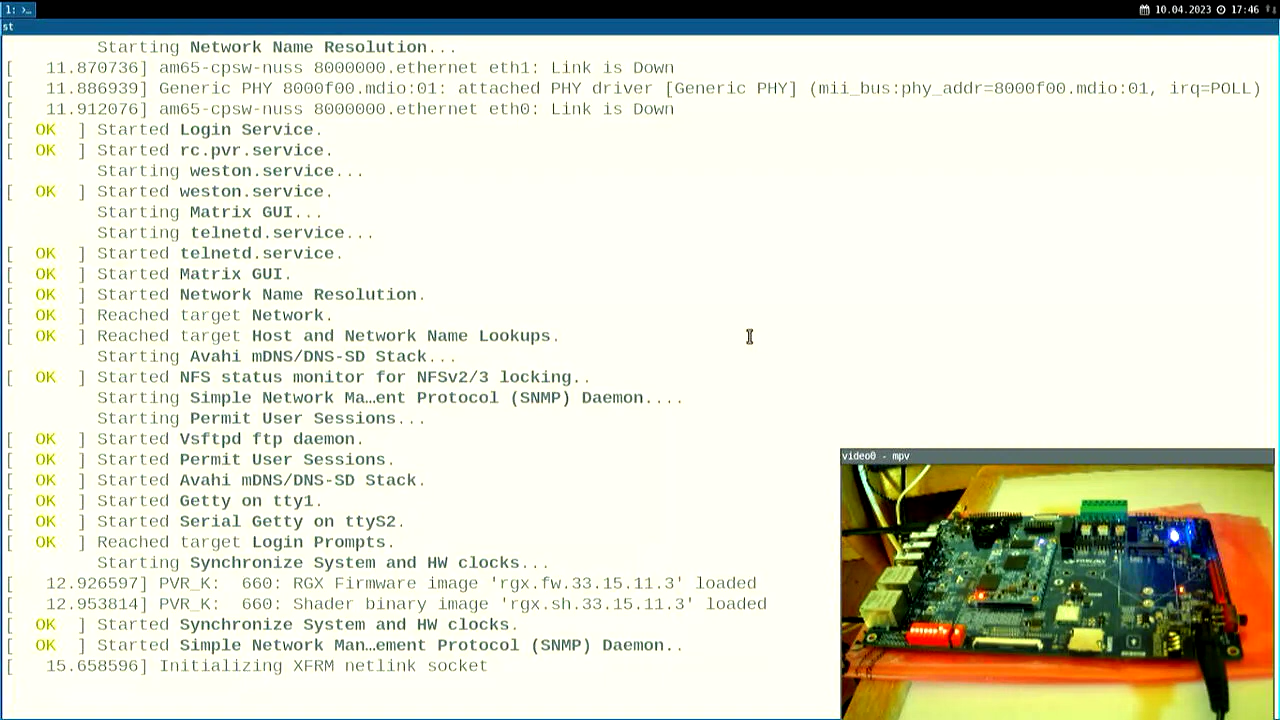 1: ›_
10.04.2023 17:46
st
Starting Network Name Resolution...
[   11.870736] am65-cpsw-nuss 8000000.ethernet eth1: Link is Down
[   11.886939] Generic PHY 8000f00.mdio:01: attached PHY driver [Generic PHY] (mii_bus:phy_addr=8000f00.mdio:01, irq=POLL)
[   11.912076] am65-cpsw-nuss 8000000.ethernet eth0: Link is Down
[  OK  ] Started Login Service.
[  OK  ] Started rc.pvr.service.
Starting weston.service...
[  OK  ] Started weston.service.
Starting Matrix GUI...
Starting telnetd.service...
[  OK  ] Started telnetd.service.
[  OK  ] Started Matrix GUI.
[  OK  ] Started Network Name Resolution.
[  OK  ] Reached target Network.
[  OK  ] Reached target Host and Network Name Lookups.
Starting Avahi mDNS/DNS-SD Stack...
[  OK  ] Started NFS status monitor for NFSv2/3 locking..
Starting Simple Network Ma…ent Protocol (SNMP) Daemon....
Starting Permit User Sessions...
[  OK  ] Started Vsftpd ftp daemon.
[  OK  ] Started Permit User Sessions.
[  OK  ] Started Avahi mDNS/DNS-SD Stack.
[  OK  ] Started Getty on tty1.
[  OK  ] Started Serial Getty on ttyS2.
[  OK  ] Reached target Login Prompts.
Starting Synchronize System and HW clocks...
[   12.926597] PVR_K:  660: RGX Firmware image 'rgx.fw.33.15.11.3' loaded
[   12.953814] PVR_K:  660: Shader binary image 'rgx.sh.33.15.11.3' loaded
[  OK  ] Started Synchronize System and HW clocks.
[  OK  ] Started Simple Network Man…ement Protocol (SNMP) Daemon..
[   15.658596] Initializing XFRM netlink socket
video0 - mpv